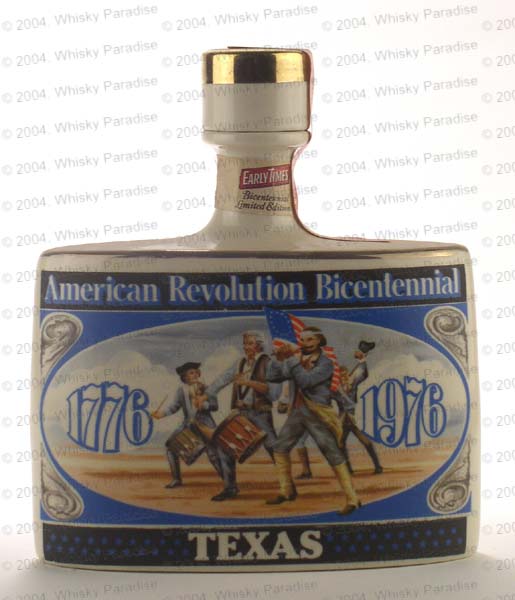 © 2004. Whisky Paradise
EARLY TIMES
Bicentennial
Limited Edition
American Revolution Bicentennial
1776
1976
TEXAS